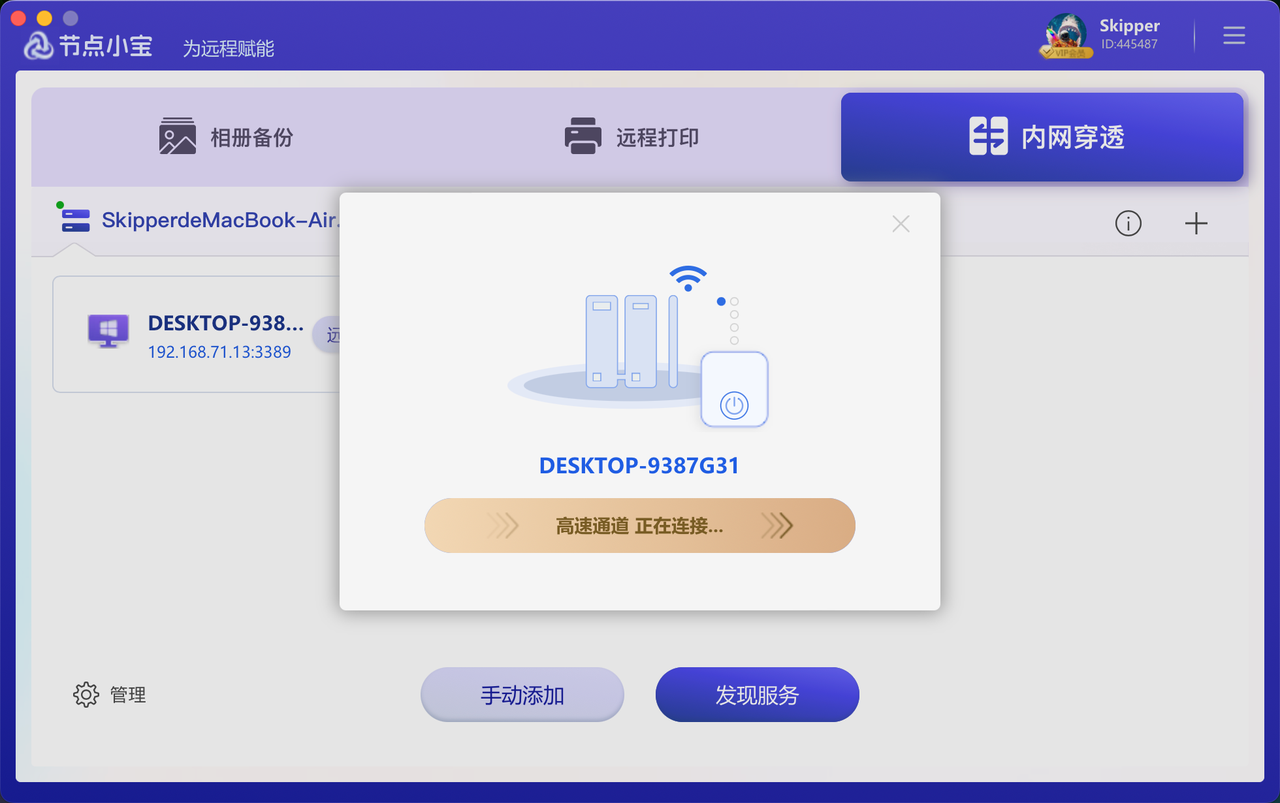 节点小宝
为远程赋能
Skipper
ID:445487
VIP会员
相册备份
远程打印
内网穿透
SkipperdeMacBook-Air.
DESKTOP-938...
192.168.71.13:3389
远
DESKTOP-9387G31
高速通道 正在连接...
管理
手动添加
发现服务